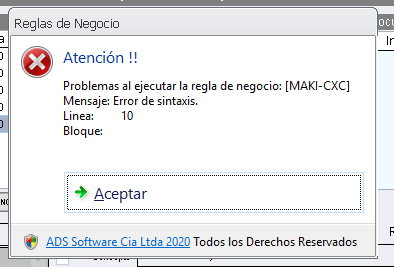 Reglas de Negocio
Atención !!
Problemas al ejecutar la regla de negocio: [MAKI-CXC]
Mensaje: Error de sintaxis.
Linea: 10
Bloque:
Aceptar
ADS Software Cia Ltda 2020 Todos los Derechos Reservados